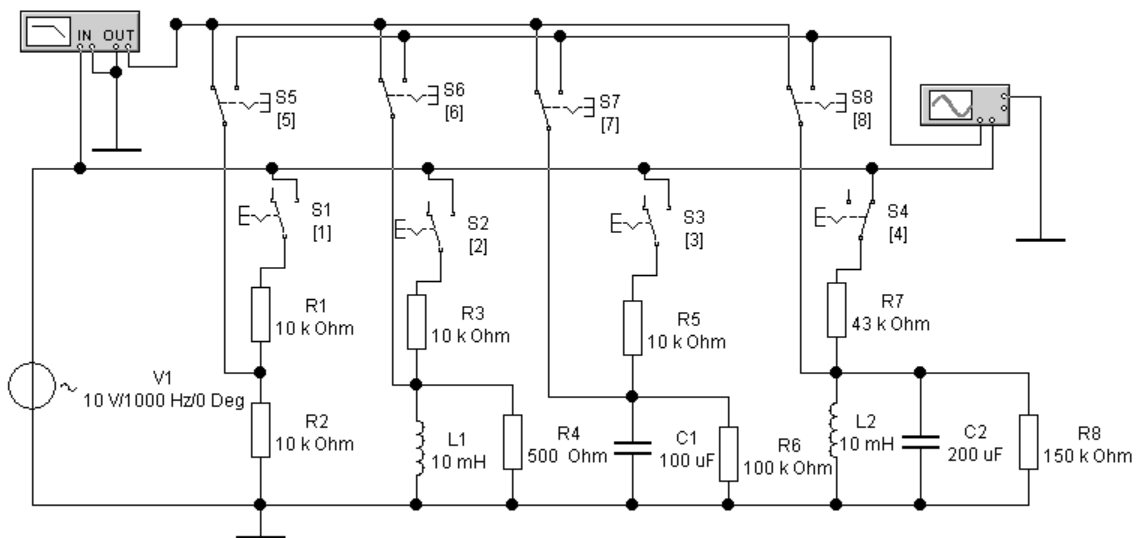 IN OUT
S5
[5]
S6
[6]
S7
[7]
S8
[8]
S1
[1]
S2
[2]
S3
[3]
S4
[4]
R1
10 k Ohm
R3
10 k Ohm
R5
10 k Ohm
R7
43 k Ohm
V1
10 V/1000 Hz/0 Deg
R2
10 k Ohm
L1
10 mH
R4
500 Ohm
C1
100 uF
R6
100 k Ohm
L2
10 mH
C2
200 uF
R8
150 k Ohm